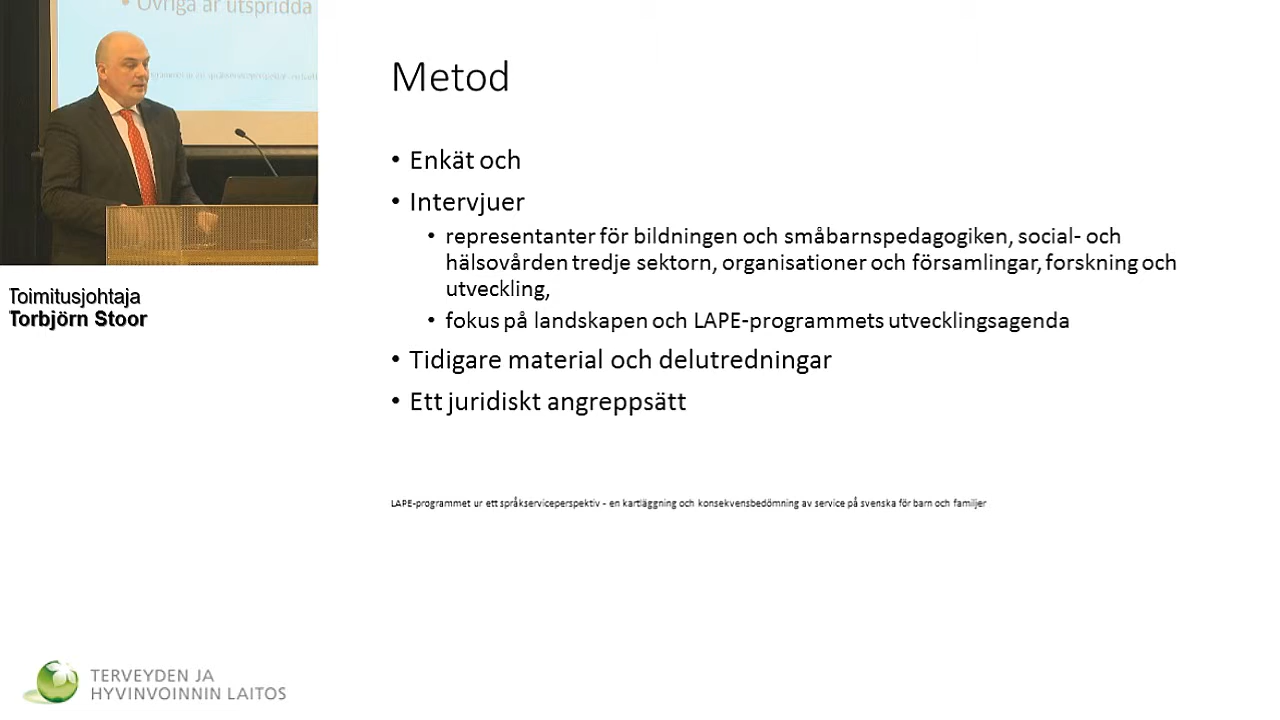 • Övriga är utspridda
Toimitusjohtaja
Torbjörn Stoor
Metod
• Enkät och
• Intervjuer
• representanter för bildningen och småbarnspedagogiken, social- och
hälsovården tredje sektorn, organisationer och församlingar, forskning och
utveckling,
• fokus på landskapen och LAPE-programmets utvecklingsagenda
• Tidigare material och delutredningar
• Ett juridiskt angreppsätt
LAPE-programmet ur ett språkserviceperspektiv - en kartläggning och konsekvensbedömning av service på svenska för barn och familjer
TERVEYDEN JA
HYVINVOINNIN LAITOS